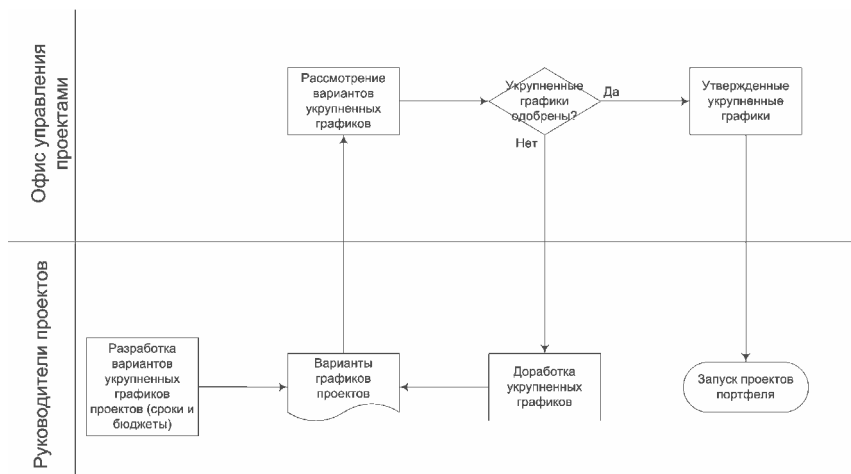 Офис управления
проектами
Рассмотрение
вариантов
укрупненных
графиков
Укрупненные
графики
одобрены?
Да
Нет
Утвержденные
укрупненные
графики
Руководители проектов
Разработка
вариантов
укрупненных
графиков
проектов (сроки и
бюджеты)
Варианты
графиков
проектов
Доработка
укрупненных
графиков
Запуск проектов
портфеля